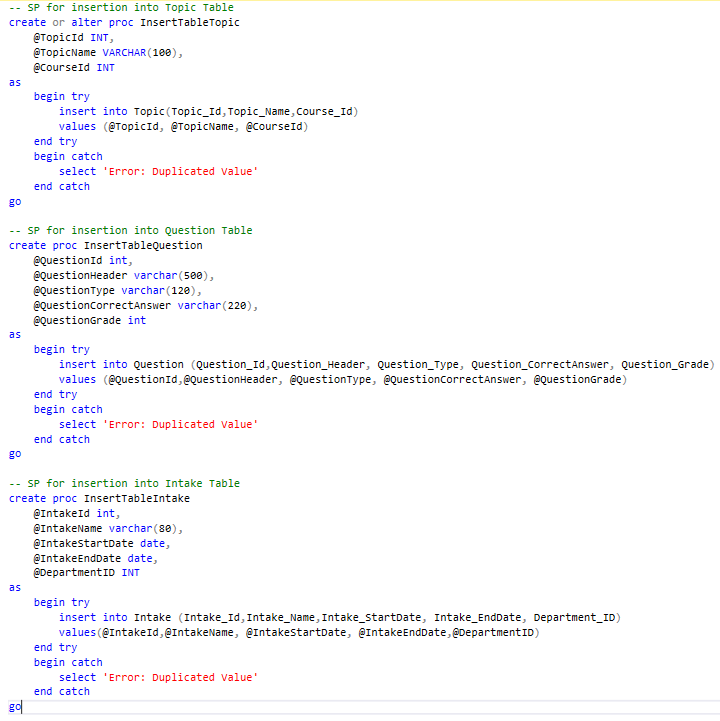 -- SP for insertion into Topic Table
create or alter proc InsertTableTopic
    @TopicId INT,
    @TopicName VARCHAR(100),
    @CourseId INT
as
    begin try
        insert into Topic(Topic_Id,Topic_Name,Course_Id)
        values (@TopicId, @TopicName, @CourseId)
    end try
    begin catch
        select 'Error: Duplicated Value'
    end catch
go

-- SP for insertion into Question Table
create proc InsertTableQuestion
    @QuestionId int,
    @QuestionHeader varchar(500),
    @QuestionType varchar(120),
    @QuestionCorrectAnswer varchar(220),
    @QuestionGrade int
as
    begin try
        insert into Question (Question_Id,Question_Header, Question_Type, Question_CorrectAnswer, Question_Grade)
        values (@QuestionId,@QuestionHeader, @QuestionType, @QuestionCorrectAnswer, @QuestionGrade)
    end try
    begin catch
        select 'Error: Duplicated Value'
    end catch
go

-- SP for insertion into Intake Table
create proc InsertTableIntake
    @IntakeId int,
    @IntakeName varchar(80),
    @IntakeStartDate date,
    @IntakeEndDate date,
    @DepartmentID INT
as
    begin try
        insert into Intake (Intake_Id,Intake_Name,Intake_StartDate, Intake_EndDate, Department_ID)
        values(@IntakeId,@IntakeName, @IntakeStartDate, @IntakeEndDate,@DepartmentID)
    end try
    begin catch
        select 'Error: Duplicated Value'
    end catch
go